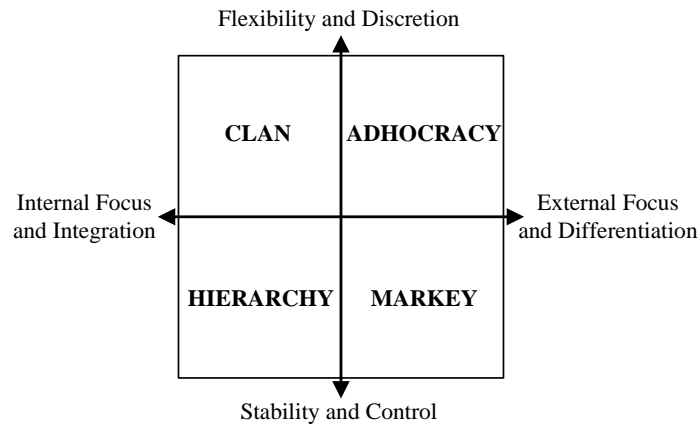 Flexibility and Discretion
CLAN
ADHOCRACY
Internal Focus
and Integration
External Focus
and Differentiation
HIERARCHY
MARKEY
Stability and Control